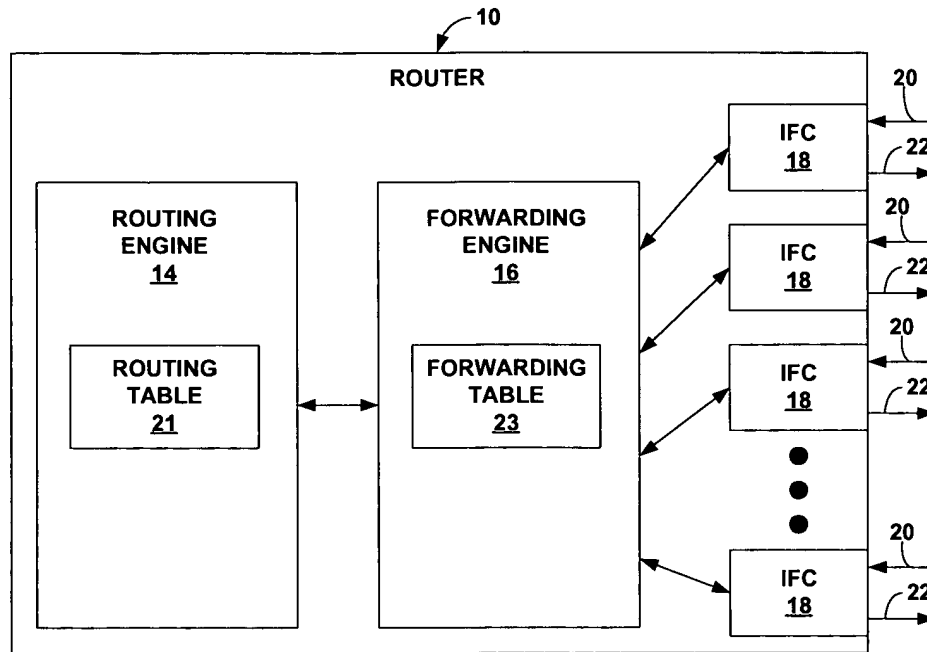 10
ROUTER
ROUTING
ENGINE
14
ROUTING
TABLE
21
FORWARDING
ENGINE
16
FORWARDING
TABLE
23
IFC
18
20
22
IFC
18
20
22
IFC
18
20
22
IFC
18
20
22